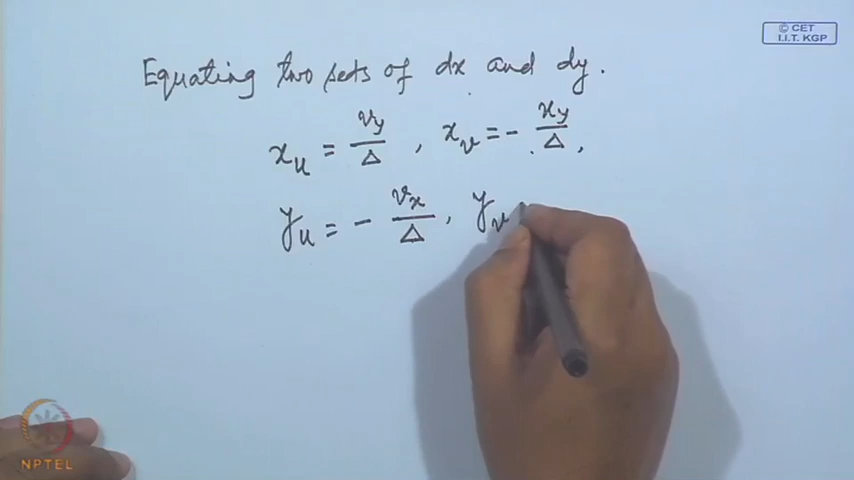 © CET
I.I.T. KGP
Equating two sets of dx and dy.
x_u = v_y/Δ , x_v = - x_y/Δ ,
y_u = - v_x/Δ , y_v
NPTEL